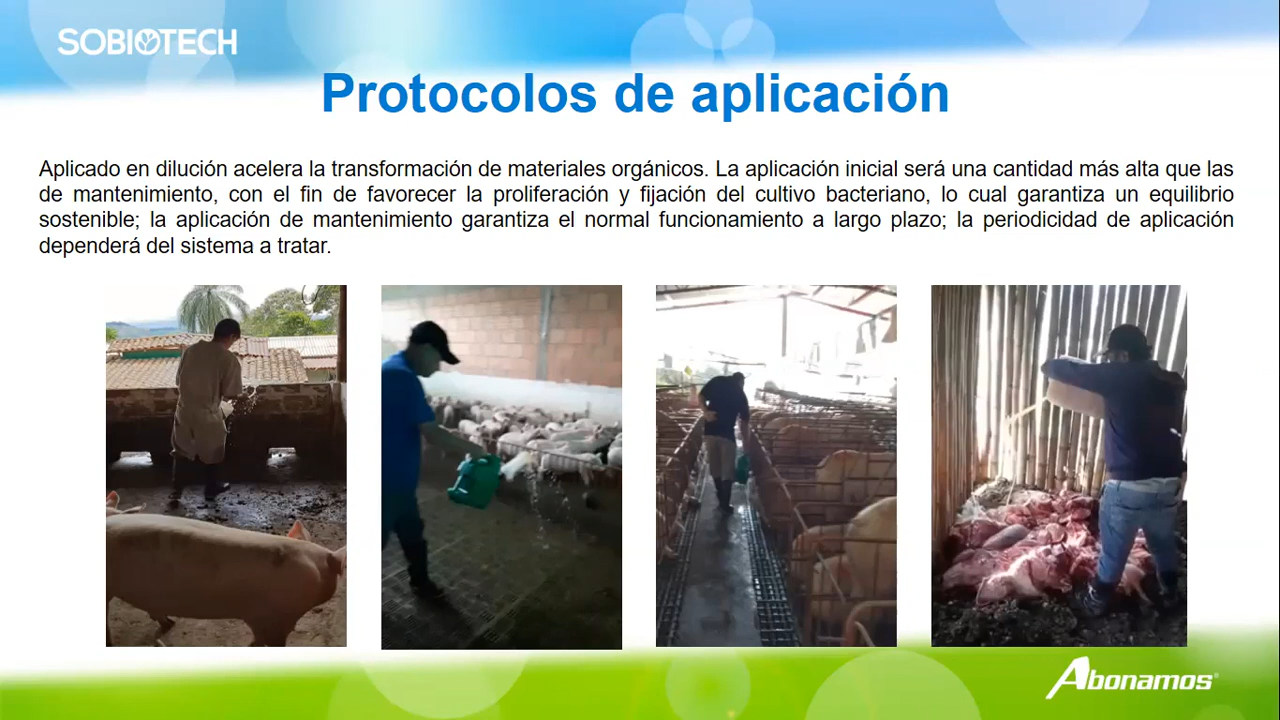 SOBIOTECH
Protocolos de aplicación
Aplicado en dilución acelera la transformación de materiales orgánicos. La aplicación inicial será una cantidad más alta que las
de mantenimiento, con el fin de favorecer la proliferación y fijación del cultivo bacteriano, lo cual garantiza un equilibrio
sostenible; la aplicación de mantenimiento garantiza el normal funcionamiento a largo plazo; la periodicidad de aplicación
dependerá del sistema a tratar.
Abonamos®